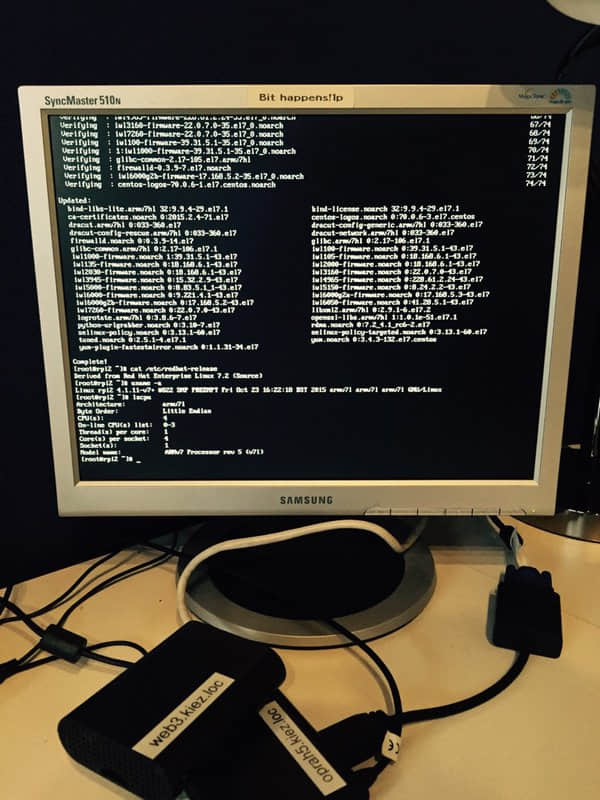 SyncMaster 510N
Bit happens!1p
MagicTune
Verifying : iwl3160-firmware-22.0.7.0-35.el7_0.noarch 67/74
Verifying : iwl7260-firmware-22.0.7.0-35.el7_0.noarch 68/74
Verifying : iwl100-firmware-39.31.5.1-35.el7_0.noarch 69/74
Verifying : 1:iwl1000-firmware-39.31.5.1-35.el7_0.noarch 70/74
Verifying : glibc-common-2.17-105.el7.armv7hl 71/74
Verifying : firewalld-0.3.9-7.el7.noarch 72/74
Verifying : iwl6000g2b-firmware-17.168.5.2-35.el7_0.noarch 73/74
Verifying : centos-logos-70.0.6-1.el7.centos.noarch 74/74
Updated:
bind-libs-lite.armv7hl 32:9.9.4-29.el7.1 bind-license.noarch 32:9.9.4-29.el7.1
ca-certificates.noarch 0:2015.2.4-71.el7 centos-logos.noarch 0:70.0.6-3.el7.centos
dracut.armv7hl 0:033-360.el7 dracut-config-generic.armv7hl 0:033-360.el7
dracut-config-rescue.armv7hl 0:033-360.el7 dracut-network.armv7hl 0:033-360.el7
firewalld.noarch 0:0.3.9-14.el7 glibc.armv7hl 0:2.17-106.el7.1
glibc-common.armv7hl 0:2.17-106.el7.1 iwl100-firmware.noarch 0:39.31.5.1-43.el7
iwl1000-firmware.noarch 1:39.31.5.1-43.el7 iwl105-firmware.noarch 0:18.168.6.1-43.el7
iwl135-firmware.noarch 0:18.168.6.1-43.el7 iwl2000-firmware.noarch 0:18.168.6.1-43.el7
iwl2030-firmware.noarch 0:18.168.6.1-43.el7 iwl3160-firmware.noarch 0:22.0.7.0-43.el7
iwl3945-firmware.noarch 0:15.32.2.9-43.el7 iwl4965-firmware.noarch 0:228.61.2.24-43.el7
iwl5000-firmware.noarch 0:8.83.5.1_1-43.el7 iwl5150-firmware.noarch 0:8.24.2.2-43.el7
iwl6000-firmware.noarch 0:9.221.4.1-43.el7 iwl6000g2a-firmware.noarch 0:17.168.5.3-43.el7
iwl6000g2b-firmware.noarch 0:17.168.5.2-43.el7 iwl6050-firmware.noarch 0:41.28.5.1-43.el7
iwl7260-firmware.noarch 0:22.0.7.0-43.el7 libxml2.armv7hl 0:2.9.1-6.el7.2
logrotate.armv7hl 0:3.8.6-7.el7 openssl-libs.armv7hl 1:1.0.1e-51.el7.1
python-urlgrabber.noarch 0:3.10-7.el7 rdma.noarch 0:7.2_4.1_rc6-2.el7
selinux-policy.noarch 0:3.13.1-60.el7 selinux-policy-targeted.noarch 0:3.13.1-60.el7
tuned.noarch 0:2.5.1-4.el7.1 yum.noarch 0:3.4.3-132.el7.centos
yum-plugin-fastestmirror.noarch 0:1.1.31-34.el7
Complete!
[root@rpi2 ~]# cat /etc/redhat-release
Derived from Red Hat Enterprise Linux 7.2 (Source)
[root@rpi2 ~]# uname -a
Linux rpi2 4.1.11-v7+ #822 SMP PREEMPT Fri Oct 23 16:22:18 BST 2015 armv7l armv7l armv7l GNU/Linux
[root@rpi2 ~]# lscpu
Architecture: armv7l
Byte Order: Little Endian
CPU(s): 4
On-line CPU(s) list: 0-3
Thread(s) per core: 1
Core(s) per socket: 4
Socket(s): 1
Model name: ARMv7 Processor rev 5 (v7l)
[root@rpi2 ~]# _
SAMSUNG
web3.kiez.loc
oprah5.kiez.loc
CE